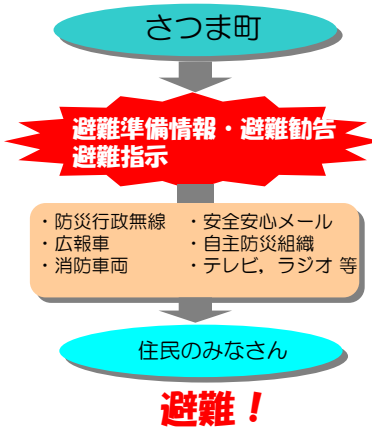 さつま町
避難準備情報・避難勧告
避難指示
・防災行政無線 ・安全安心メール
・広報車 ・自主防災組織
・消防車両 ・テレビ，ラジオ 等
住民のみなさん
避難！